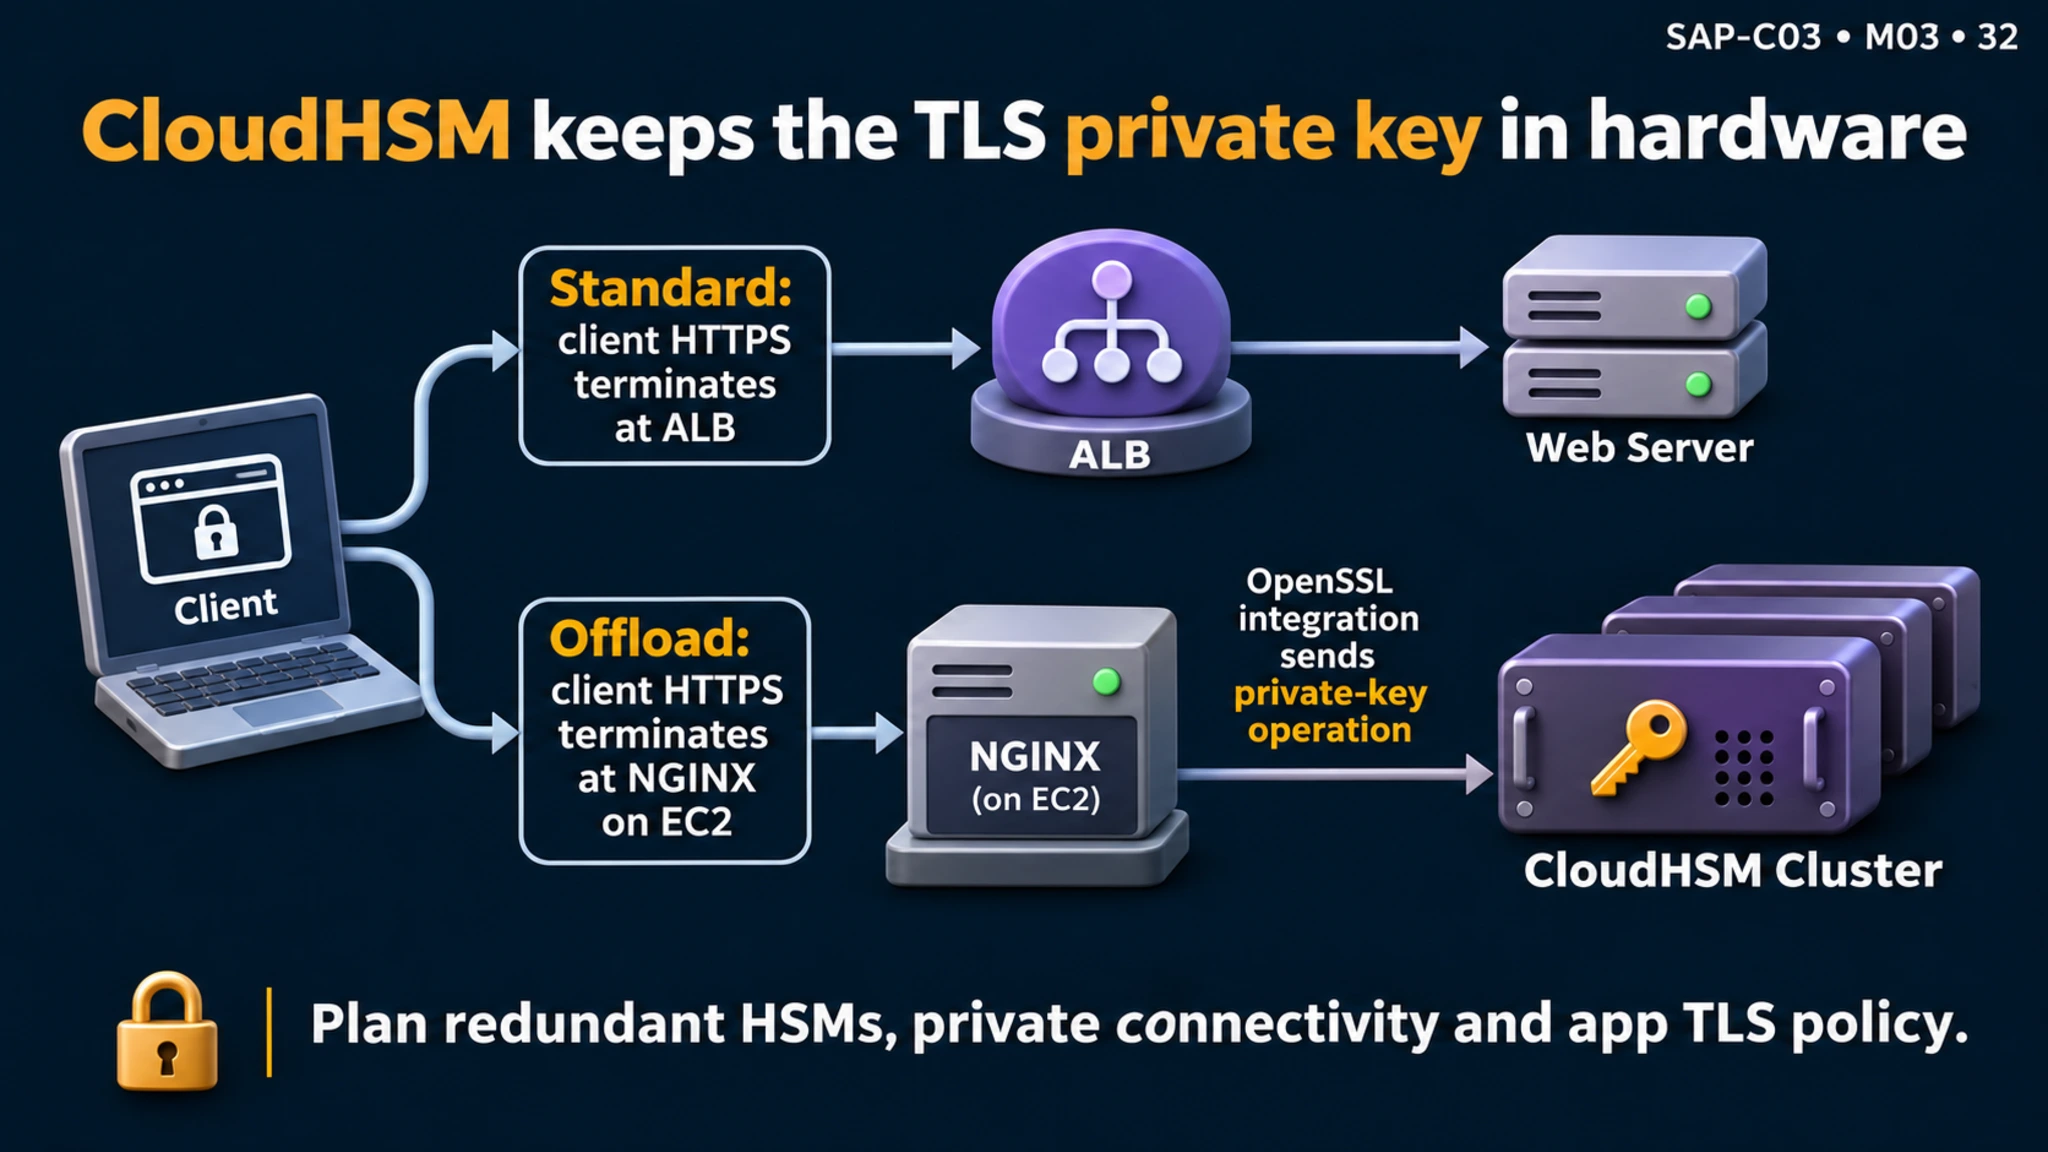 SAP-C03 • M03 • 32
CloudHSM keeps the TLS private key in hardware
Standard:
client HTTPS
terminates
at ALB
ALB
Web Server
Client
Offload:
client HTTPS
terminates
at NGINX
on EC2
NGINX
(on EC2)
OpenSSL
integration
sends
private-key
operation
CloudHSM Cluster
Plan redundant HSMs, private connectivity and app TLS policy.